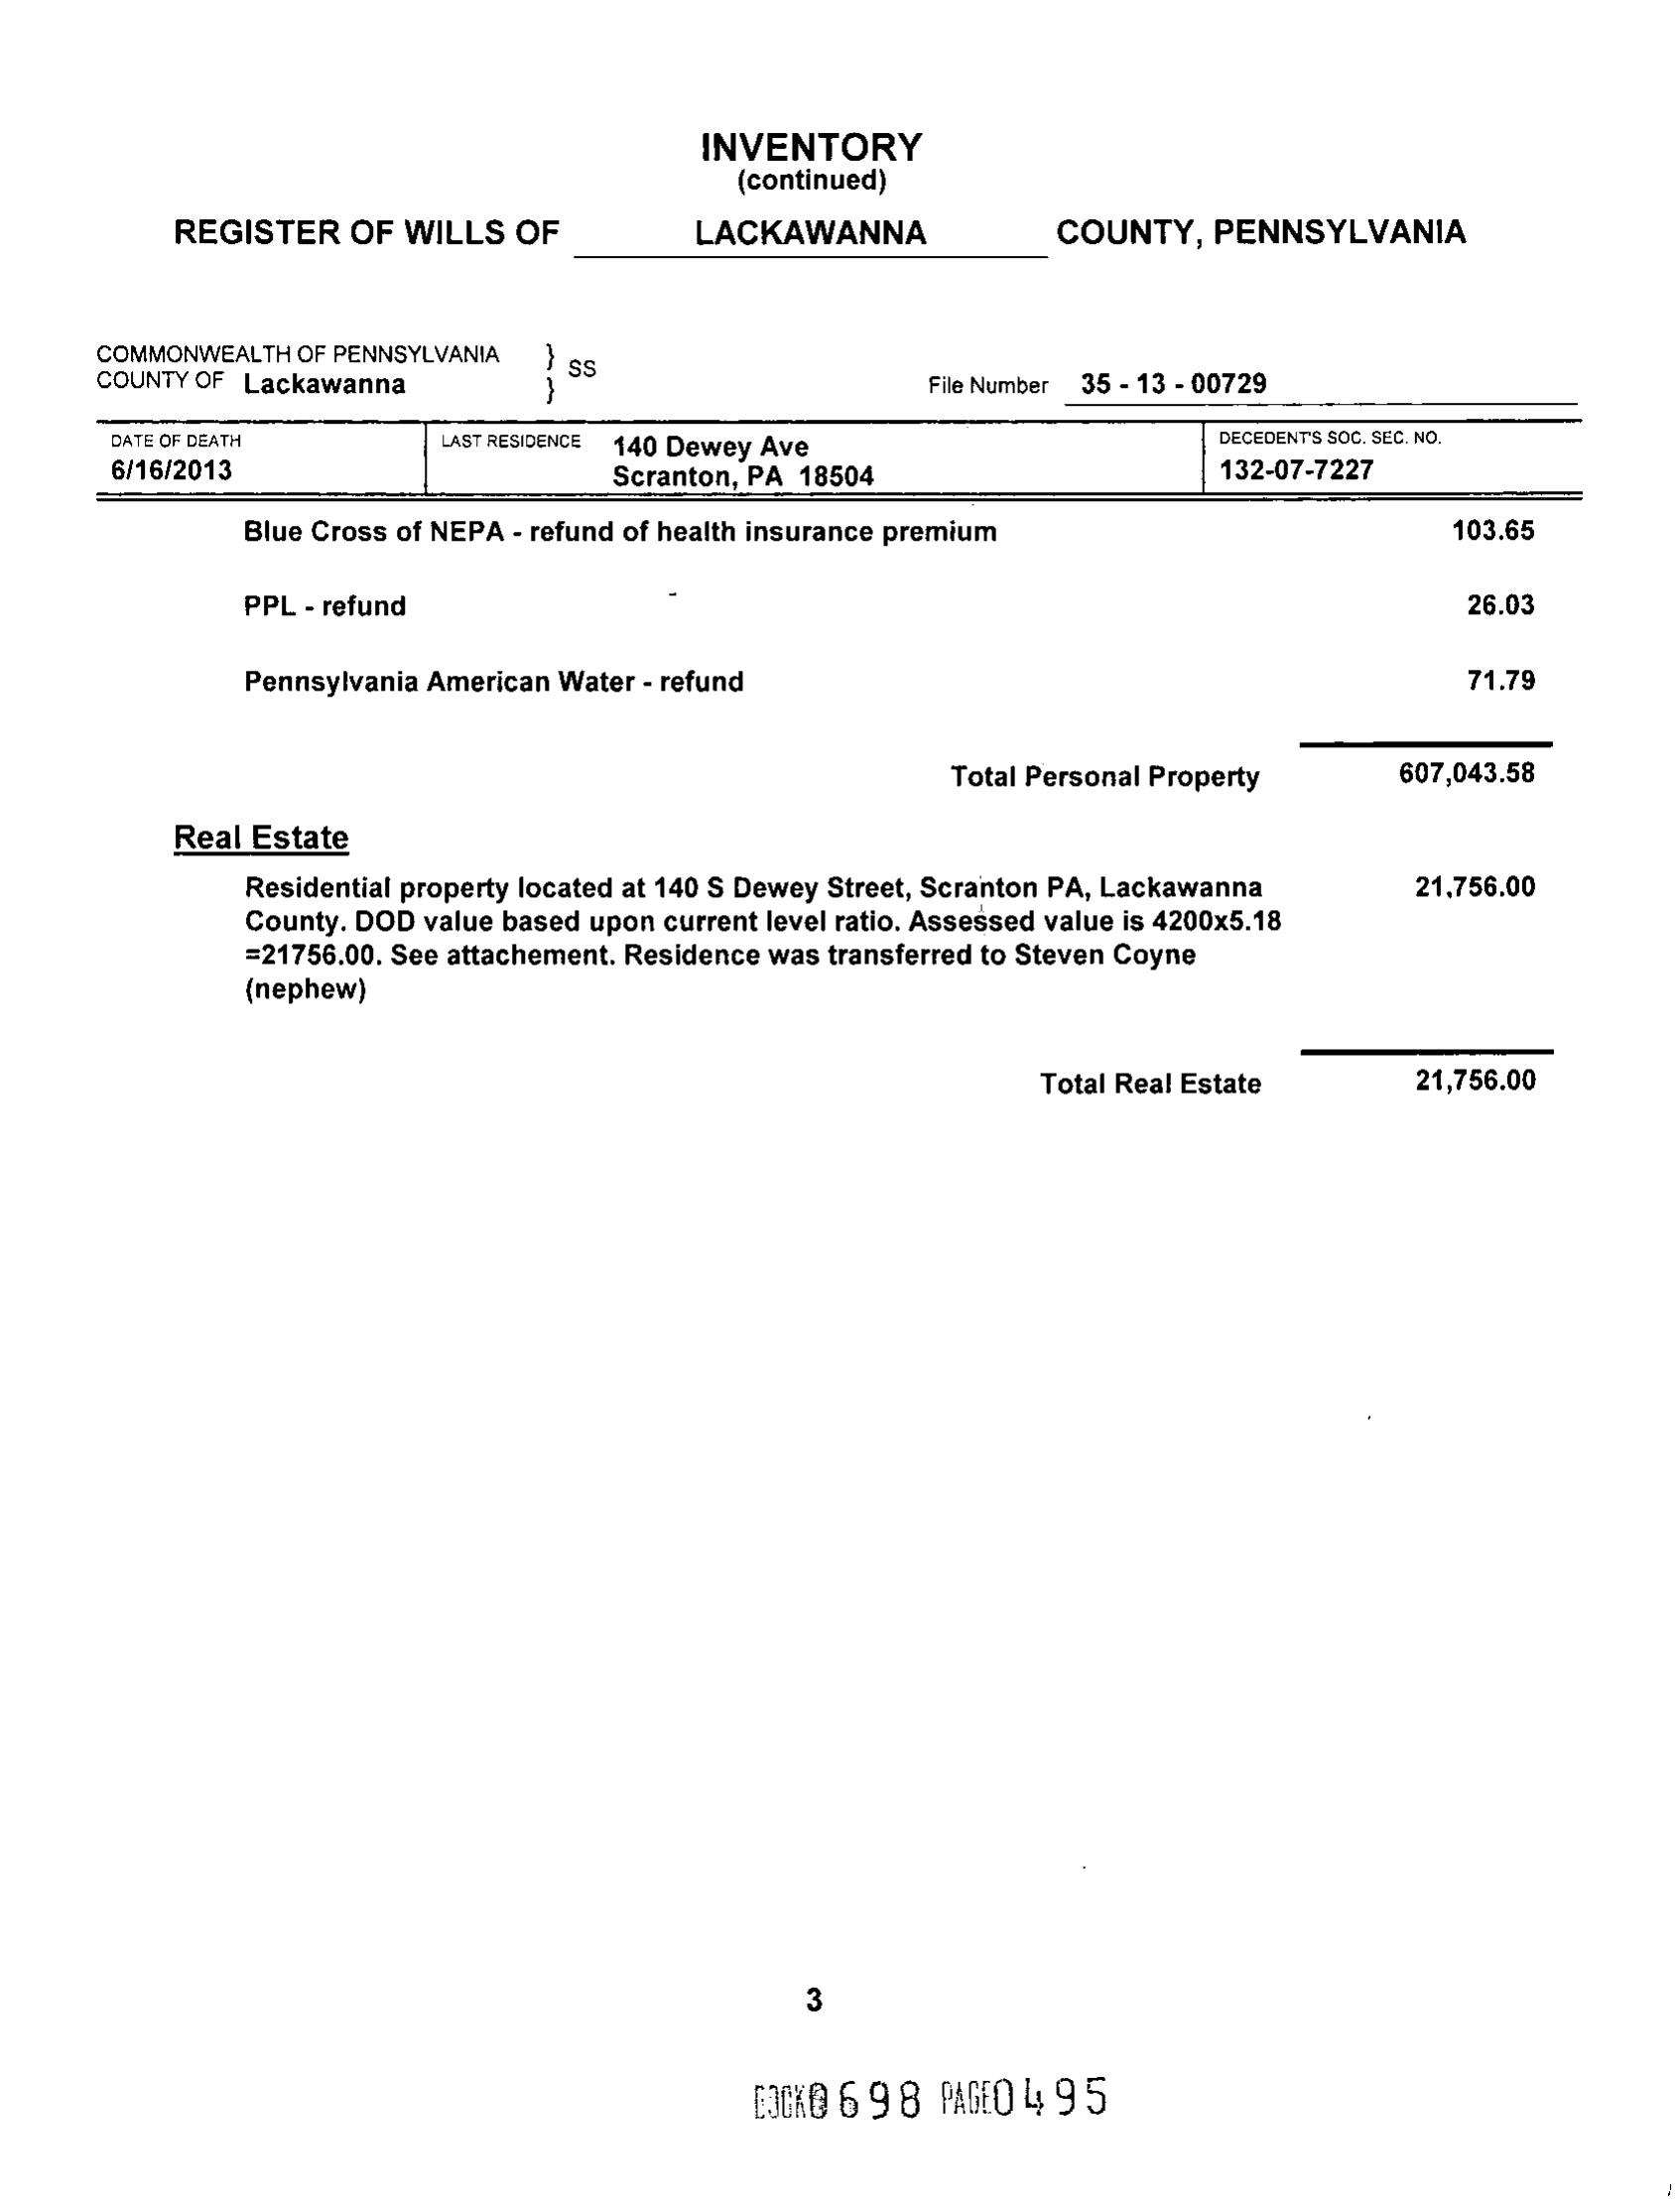 INVENTORY
(continued)
REGISTER OF WILLS OF LACKAWANNA COUNTY, PENNSYLVANIA
COMMONWEALTH OF PENNSYLVANIA } SS
COUNTY OF Lackawanna }
File Number 35 - 13 - 00729
DATE OF DEATH
6/16/2013
LAST RESIDENCE 140 Dewey Ave
Scranton, PA 18504
DECEDENT'S SOC. SEC. NO.
132-07-7227
Blue Cross of NEPA - refund of health insurance premium 103.65
PPL - refund 26.03
Pennsylvania American Water - refund 71.79
Total Personal Property 607,043.58
Real Estate
Residential property located at 140 S Dewey Street, Scranton PA, Lackawanna 21,756.00
County. DOD value based upon current level ratio. Assessed value is 4200x5.18
=21756.00. See attachement. Residence was transferred to Steven Coyne
(nephew)
Total Real Estate 21,756.00
3
0698 PAGE0495